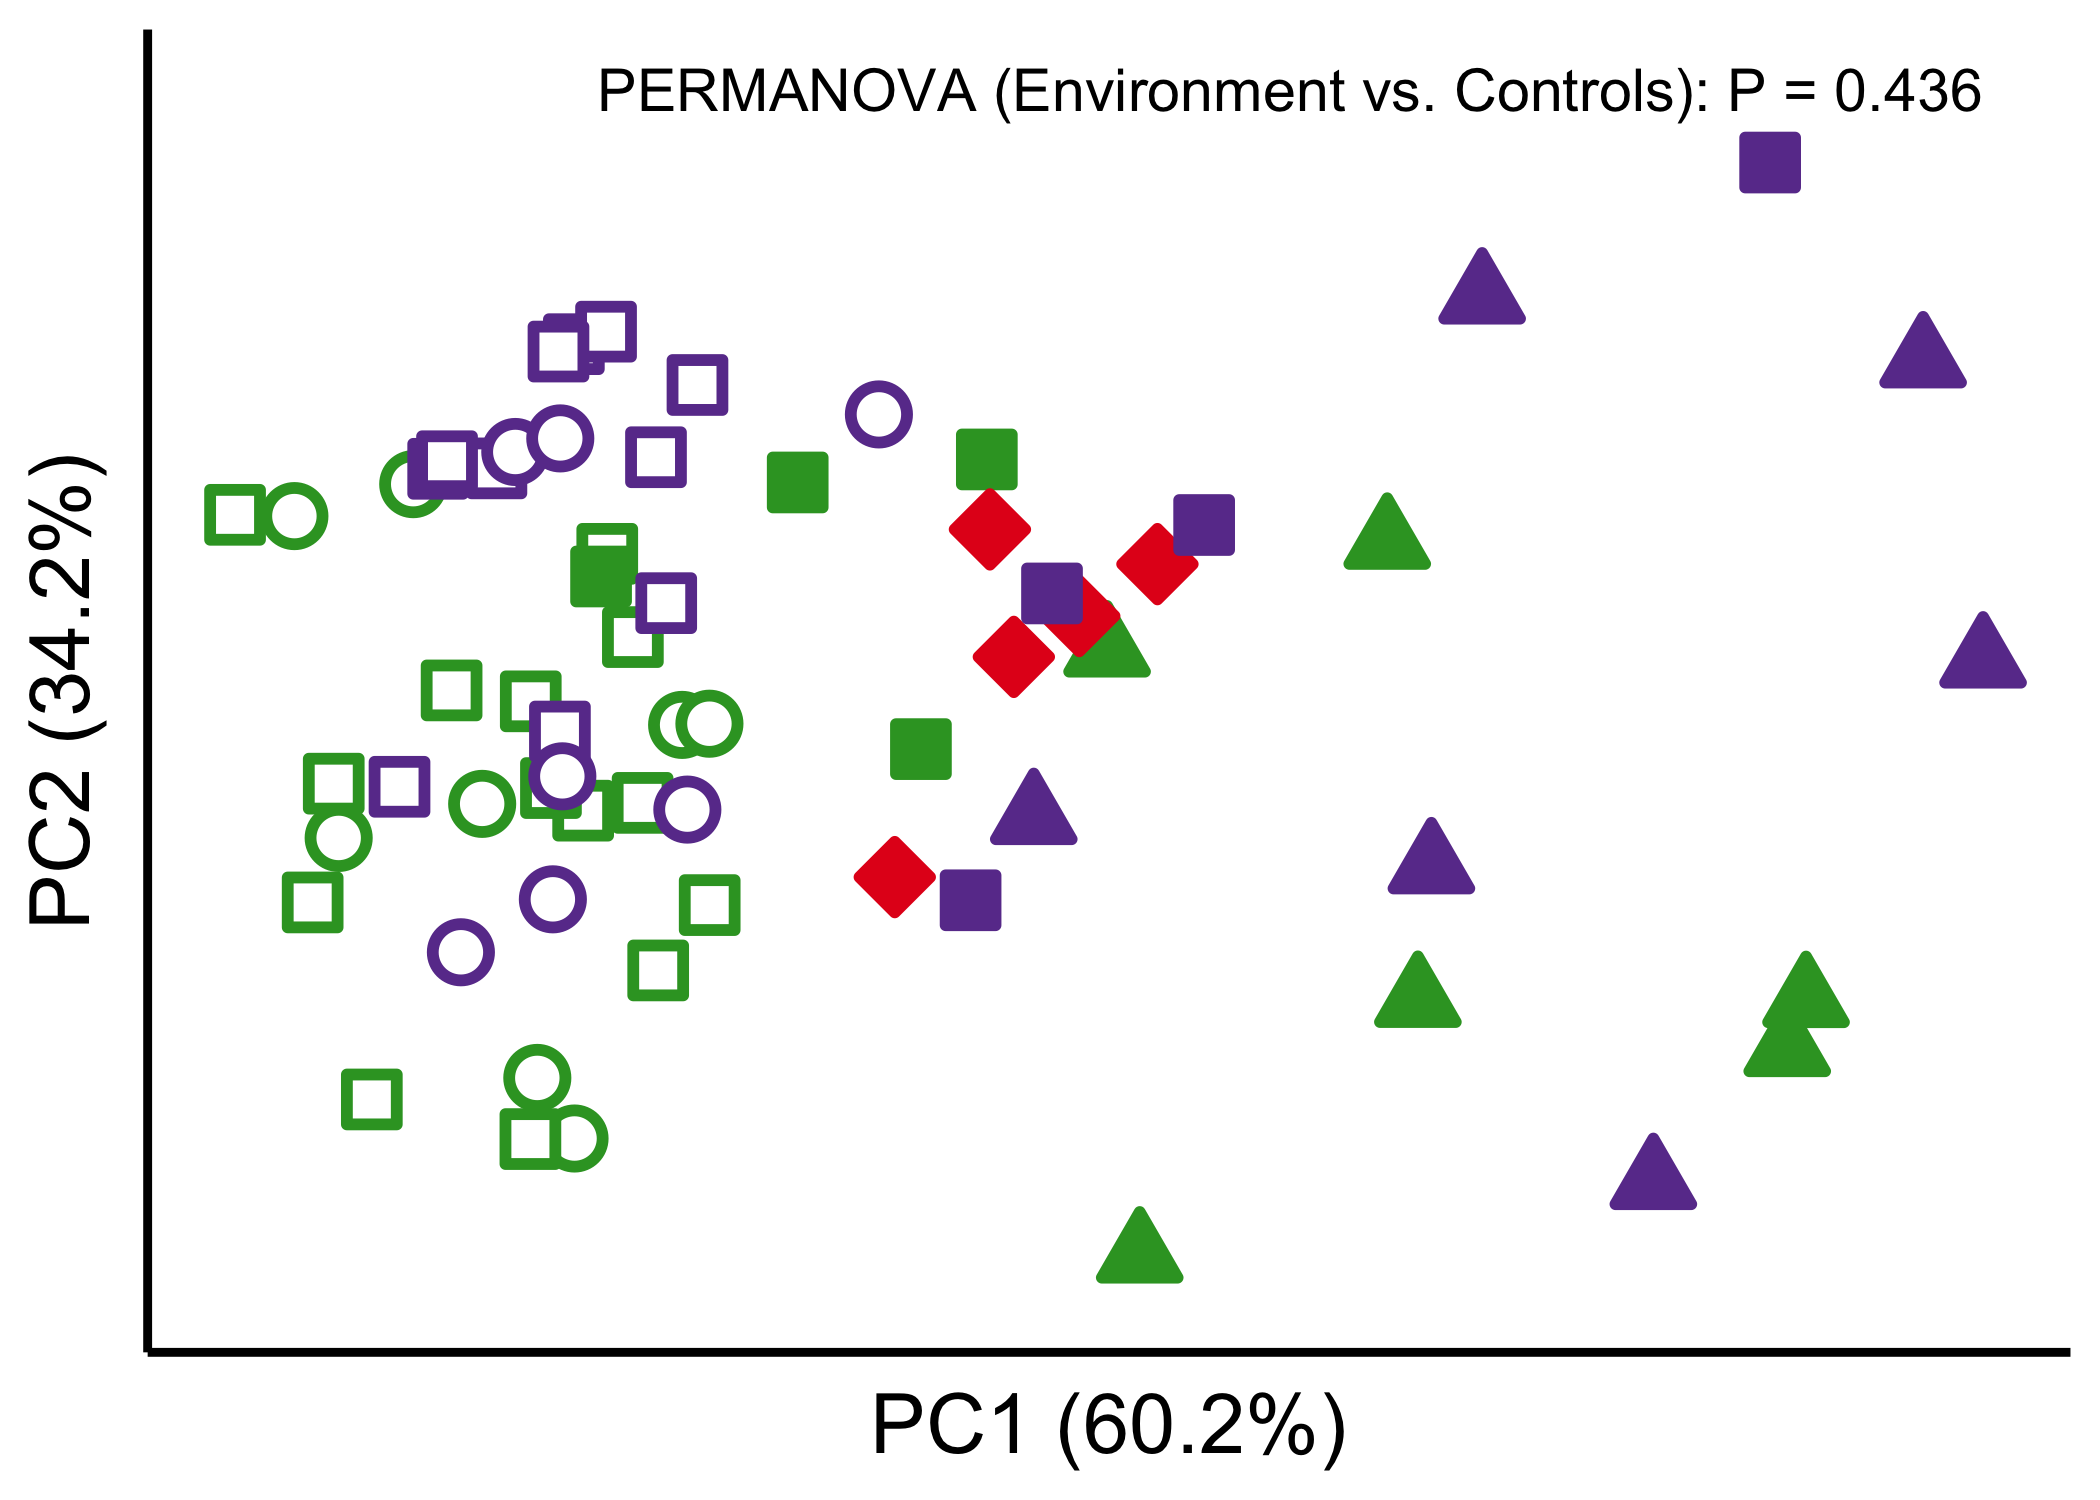 PERMANOVA (Environment vs. Controls): P = 0.436
PC2 (34.2%)
PC1 (60.2%)